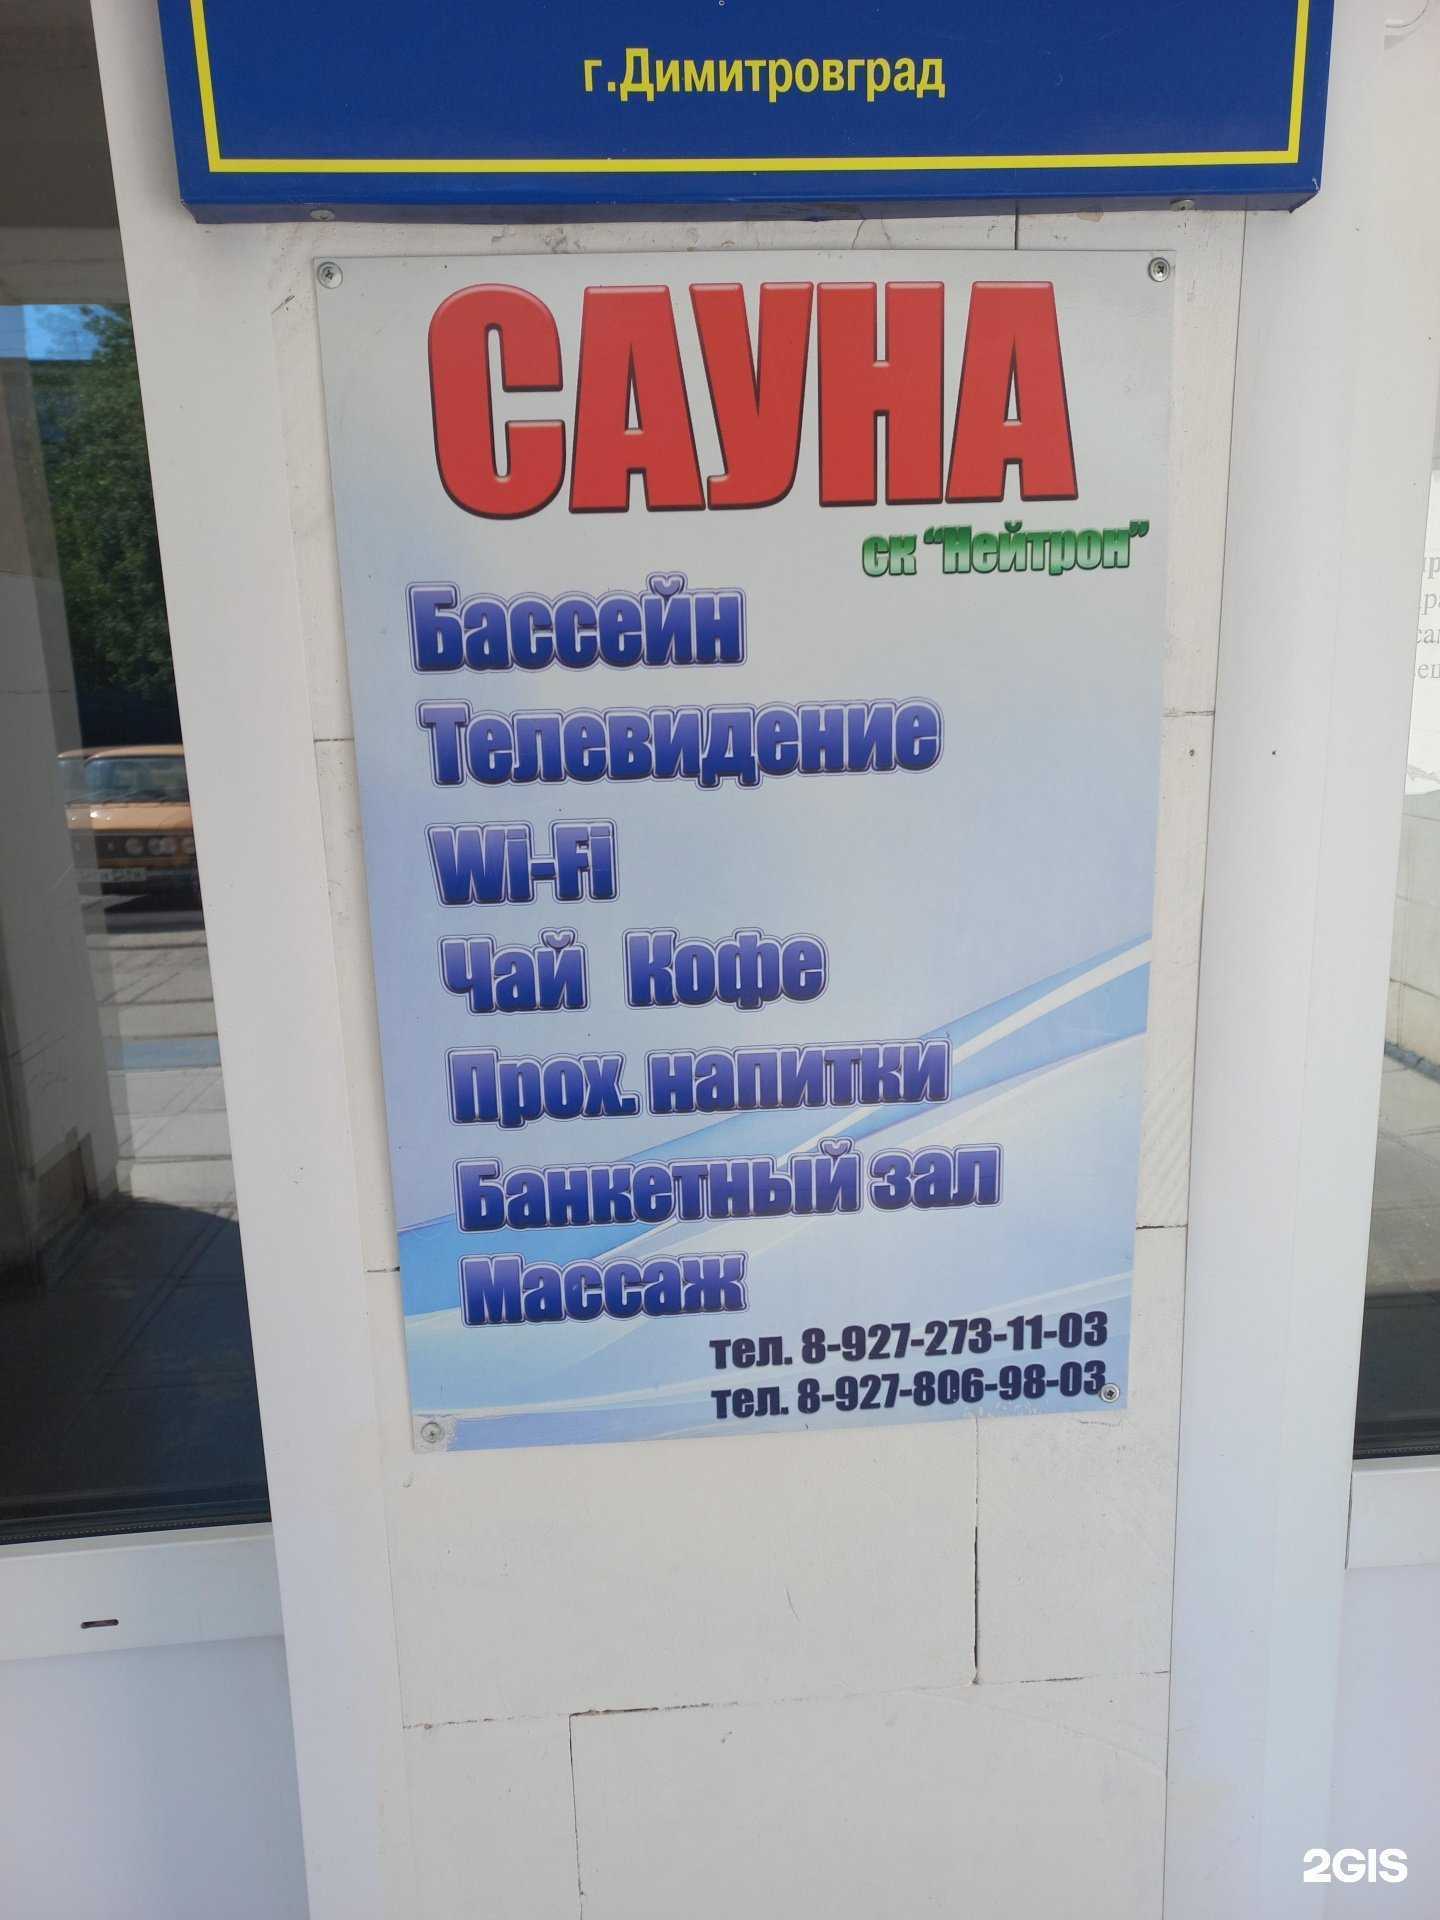 г.Димитровград
САУНА
ск "Нейтрон"
Бассейн
Телевидение
Wi-Fi
Чай Кофе
Прох. напитки
Банкетный зал
Массаж
тел. 8-927-273-11-03
тел. 8-927-806-98-03
2GIS